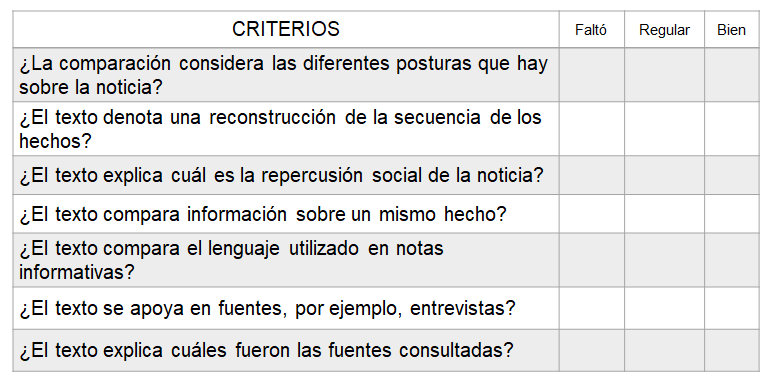 CRITERIOS Faltó Regular Bien
¿La comparación considera las diferentes posturas que hay
sobre la noticia?
¿El texto denota una reconstrucción de la secuencia de los
hechos?
¿El texto explica cuál es la repercusión social de la noticia?
¿El texto compara información sobre un mismo hecho?
¿El texto compara el lenguaje utilizado en notas
informativas?
¿El texto se apoya en fuentes, por ejemplo, entrevistas?
¿El texto explica cuáles fueron las fuentes consultadas?